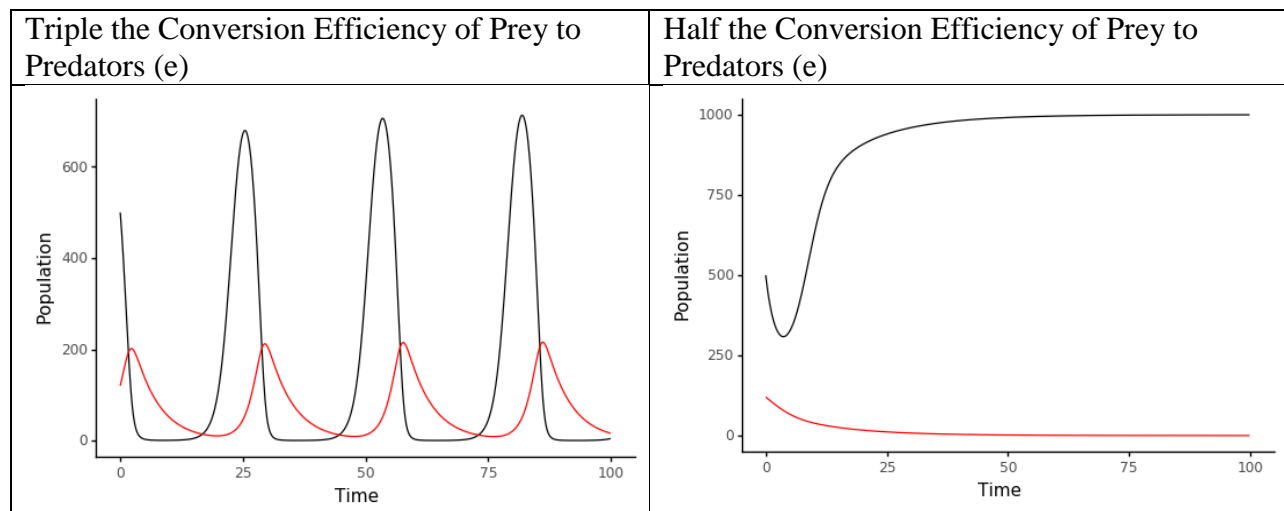 Triple the Conversion Efficiency of Prey to
Predators (e)
Half the Conversion Efficiency of Prey to
Predators (e)
600
400
200
0
Population
0 25 50 75 100
Time
1000
750
500
250
0
Population
0 25 50 75 100
Time